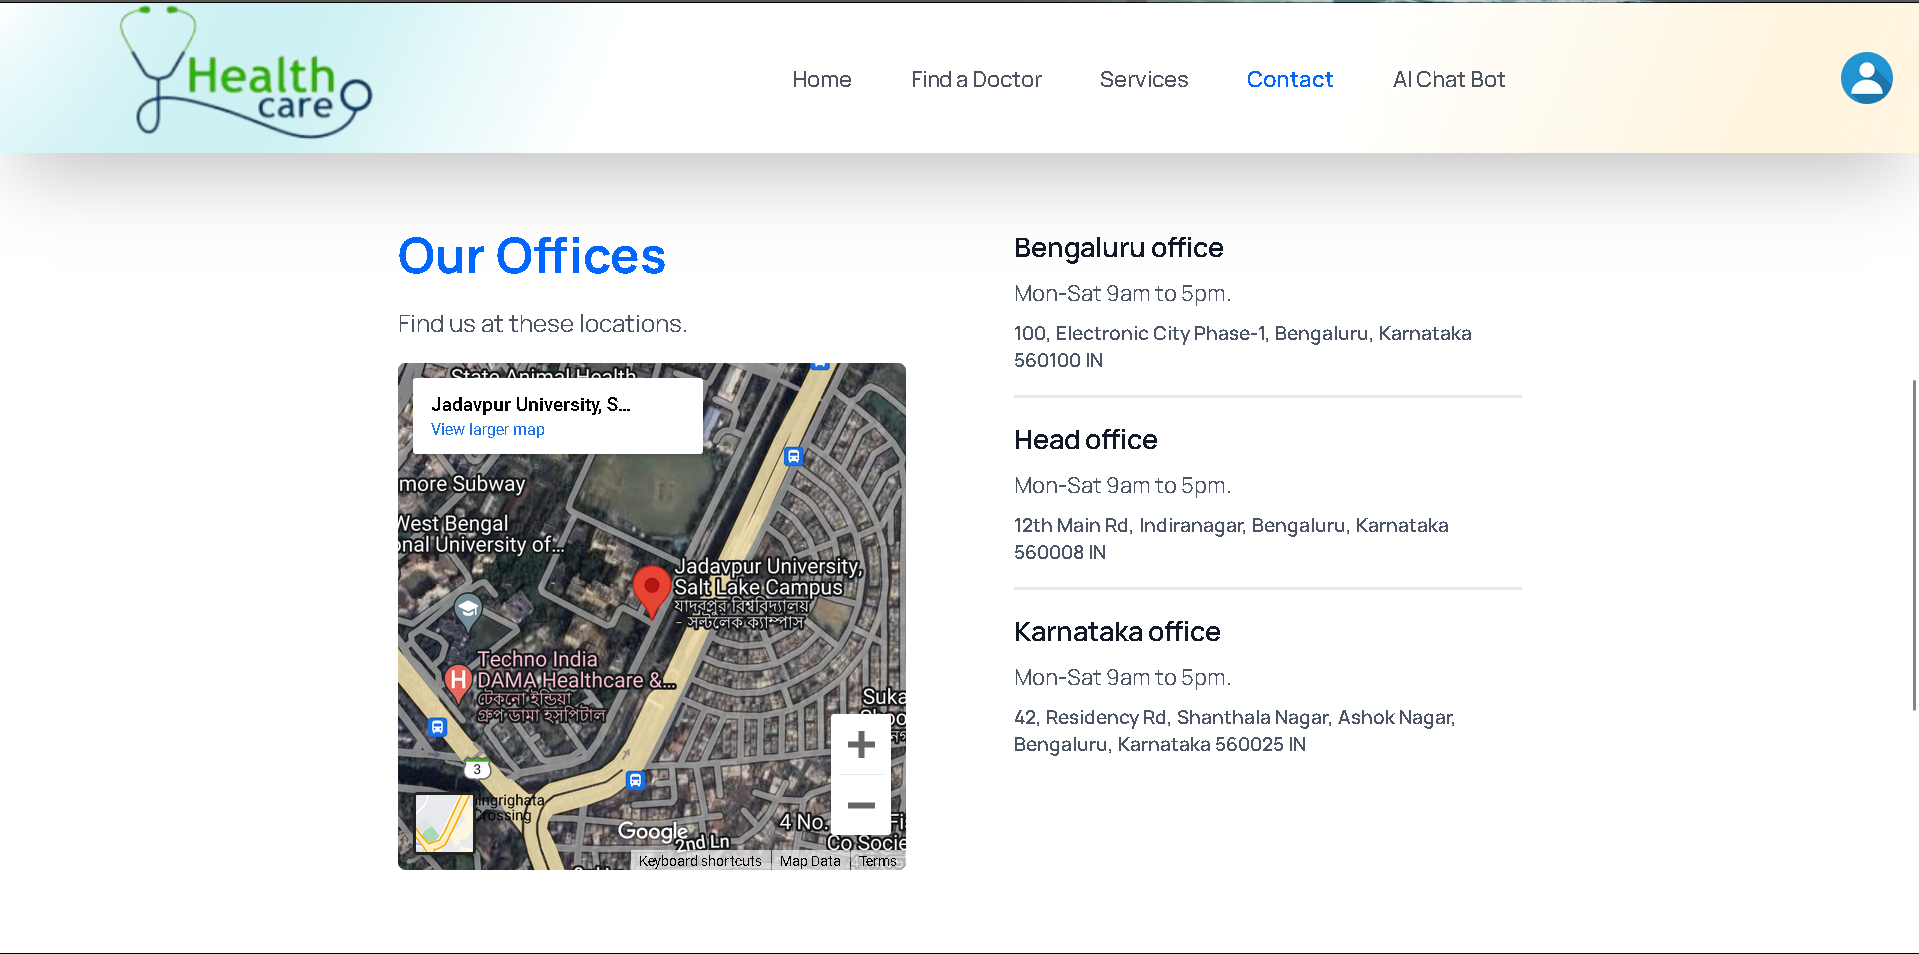 Health
care
Home
Find a Doctor
Services
Contact
AI Chat Bot
Our Offices
Find us at these locations.
State Animal Health
Jadavpur University, S...
View larger map
more Subway
West Bengal
onal University of...
Jadavpur University,
Salt Lake Campus
যাদবপুর বিশ্ববিদ্যালয়
- সল্টলেক ক্যাম্পাস
Techno India
DAMA Healthcare &...
টেকনো ইন্ডিয়া
গ্রুপ ডামা হসপিটাল
Suka
3
ingrighata
Crossing
4 No.
Fi
Co Socie
Google
2nd Ln
Keyboard shortcuts
Map Data
Terms
Bengaluru office
Mon-Sat 9am to 5pm.
100, Electronic City Phase-1, Bengaluru, Karnataka
560100 IN
Head office
Mon-Sat 9am to 5pm.
12th Main Rd, Indiranagar, Bengaluru, Karnataka
560008 IN
Karnataka office
Mon-Sat 9am to 5pm.
42, Residency Rd, Shanthala Nagar, Ashok Nagar,
Bengaluru, Karnataka 560025 IN